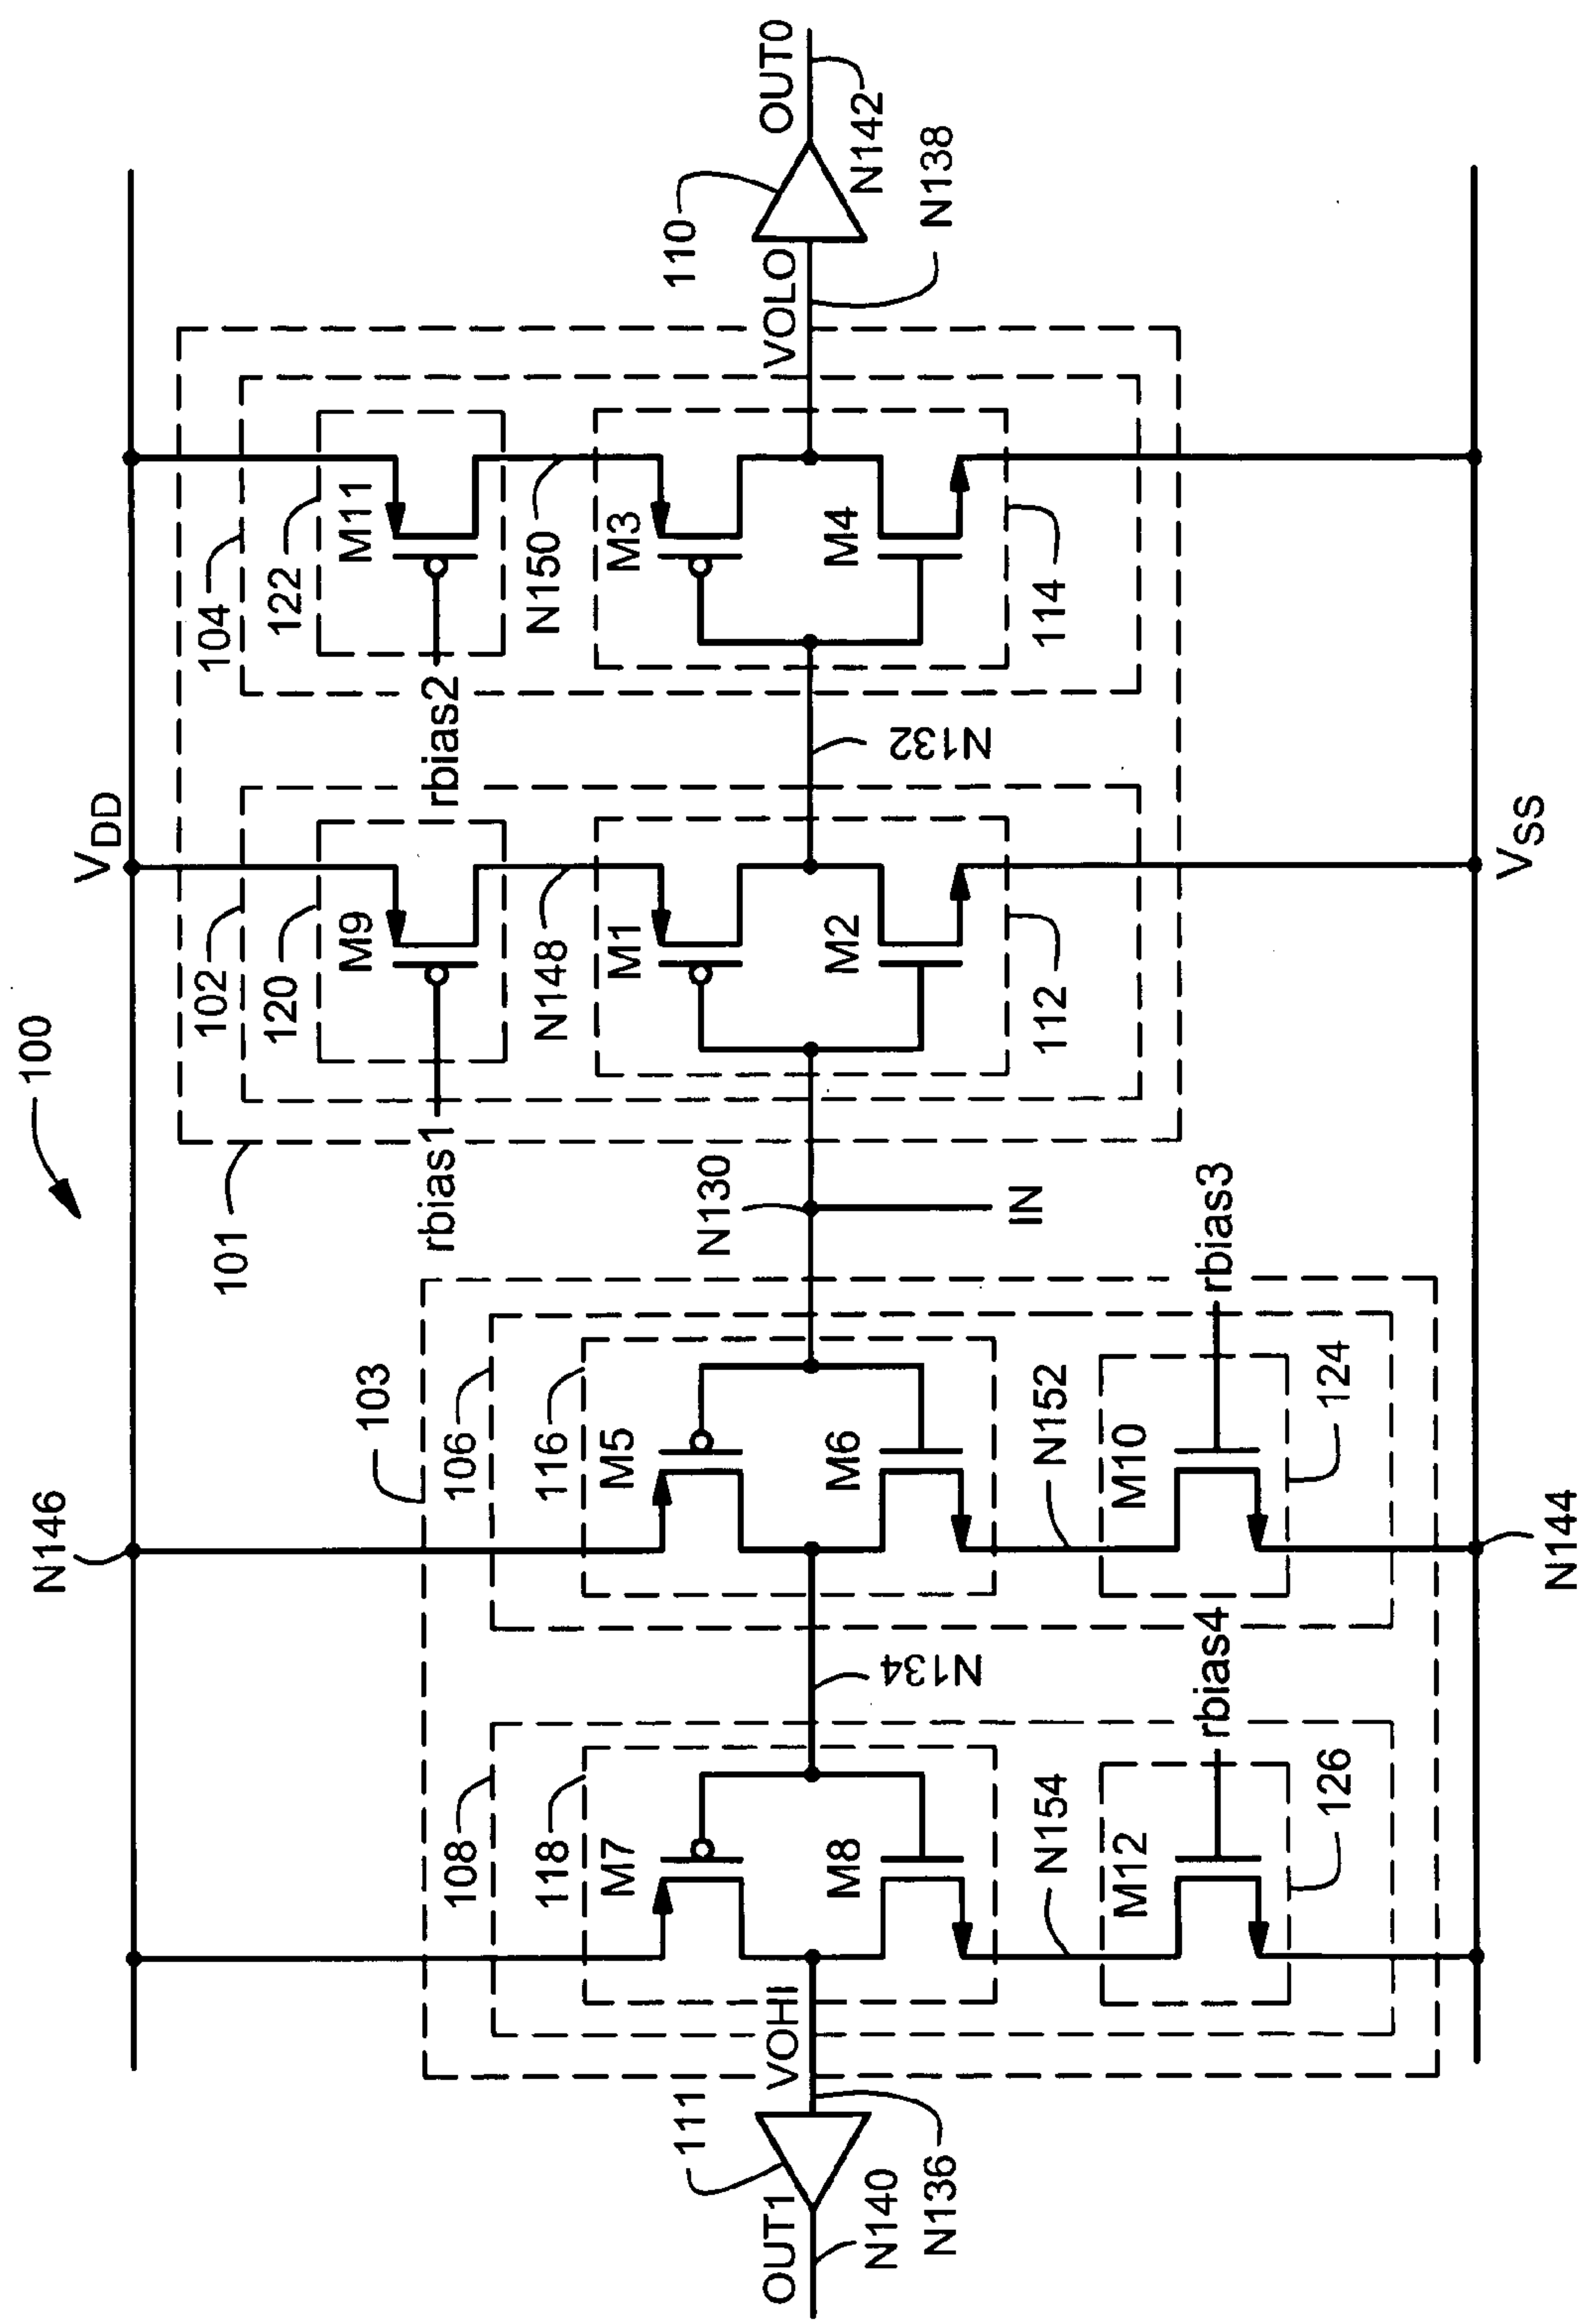 100
N146
VDD
103
106
116
M5
108
118
M7
M6
M8
N152
N154
M10
M12
124
126
rbias3
rbias4
N134
N130
IN
N144
VSS
VOHI
111
OUT1
N140
N136
101
rbias1
102
120
M9
N148
M1
M2
112
N132
rbias2
104
122
M11
N150
M3
M4
114
VOLO
110
OUT0
N142
N138